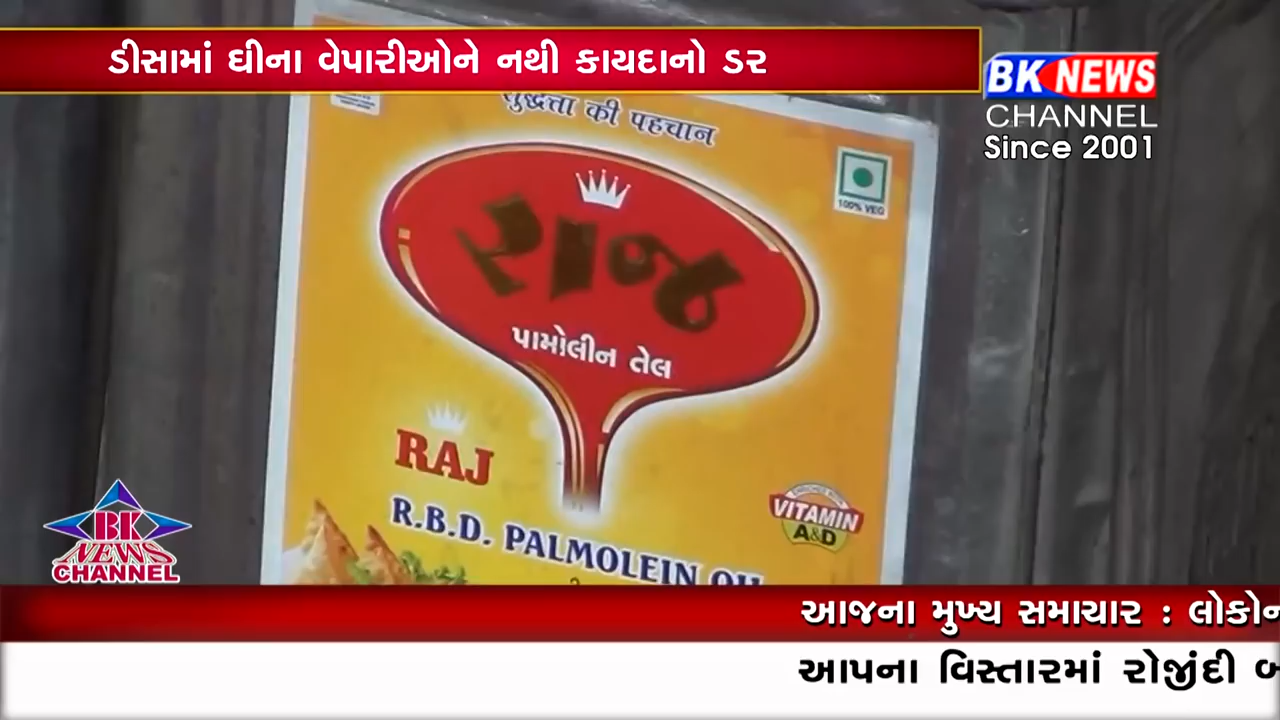 ડીસામાં ઘીના વેપારીઓને નથી કાયદાનો ડર
BK NEWS
CHANNEL
Since 2001
शुद्धता की पहचान
100% VEG
રાજ
પામોલીન તેલ
RAJ
VITAMIN
A&D
R.B.D. PALMOLEIN OIL
BK
NEWS
CHANNEL
આજના મુખ્ય સમાચાર : લોકોન
આપના વિસ્તારમાં રોજીંદી બ